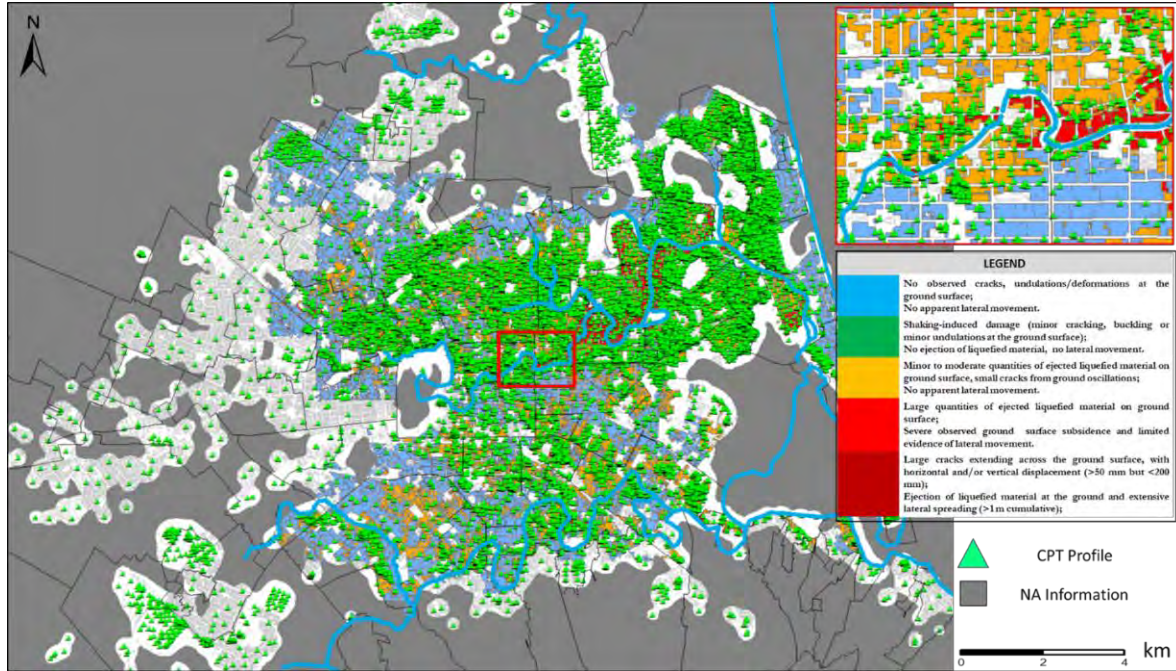 N
LEGEND
No observed cracks, undulations/deformations at the
ground surface;
No apparent lateral movement.
Shaking-induced damage (minor cracking, buckling or
minor undulations at the ground surface);
No ejection of liquefied material, no lateral movement.
Minor to moderate quantities of ejected liquefied material on
ground surface, small cracks from ground oscillations;
No apparent lateral movement.
Large quantities of ejected liquefied material on ground
surface;
Severe observed ground surface subsidence and limited
evidence of lateral movement.
Large cracks extending across the ground surface, with
horizontal and/or vertical displacement (>50 mm but <200
mm);
Ejection of liquefied material at the ground and extensive
lateral spreading (>1m cumulative);
CPT Profile
NA Information
km
0 2 4